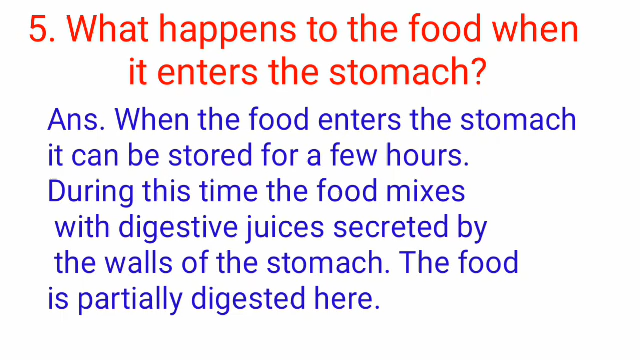 5. What happens to the food when
it enters the stomach?
Ans. When the food enters the stomach
it can be stored for a few hours.
During this time the food mixes
with digestive juices secreted by
the walls of the stomach. The food
is partially digested here.